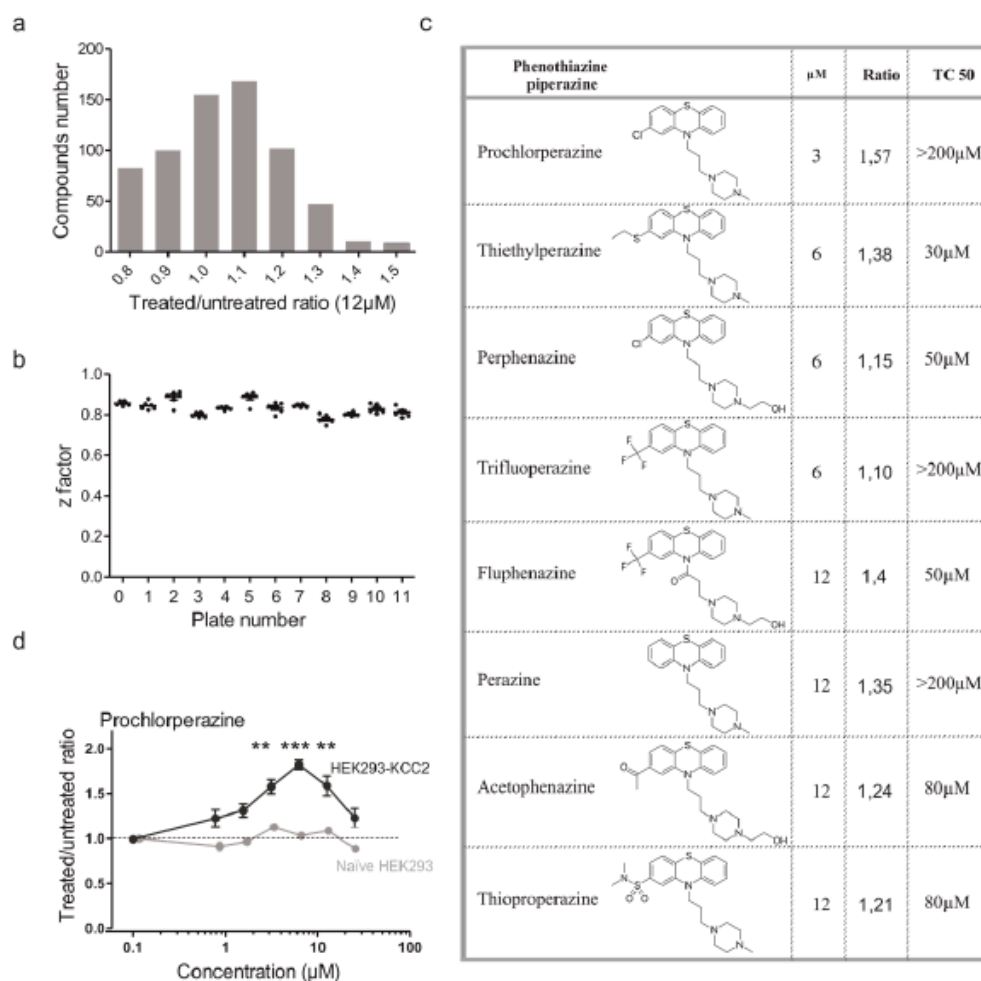 a
200
150
100
50
0
Compounds number
0.8 0.9 1.0 1.1 1.2 1.3 1.4 1.5
Treated/untreatred ratio (12µM)
b
1.0
0.8
0.6
0.4
0.2
0.0
z factor
0 1 2 3 4 5 6 7 8 9 10 11
Plate number
d
Prochlorperazine
2.0
1.5
1.0
0.5
0.0
Treated/untreated ratio
** *** **
HEK293-KCC2
Naïve HEK293
0.1 1 10 100
Concentration (µM)
c
Phenothiazine piperazine µM Ratio TC 50
Prochlorperazine 3 1,57 >200µM
S
Cl
N
N
N
Thiethylperazine 6 1,38 30µM
S
S
N
N
N
Perphenazine 6 1,15 50µM
S
Cl
N
N
N
OH
Trifluoperazine 6 1,10 >200µM
S
F
F
F
N
N
N
Fluphenazine 12 1,4 50µM
S
F
F
F
N
O
N
N
OH
Perazine 12 1,35 >200µM
S
N
N
N
Acetophenazine 12 1,24 80µM
O
S
N
N
N
OH
Thioproperazine 12 1,21 80µM
N
S
O
O
S
N
N
N